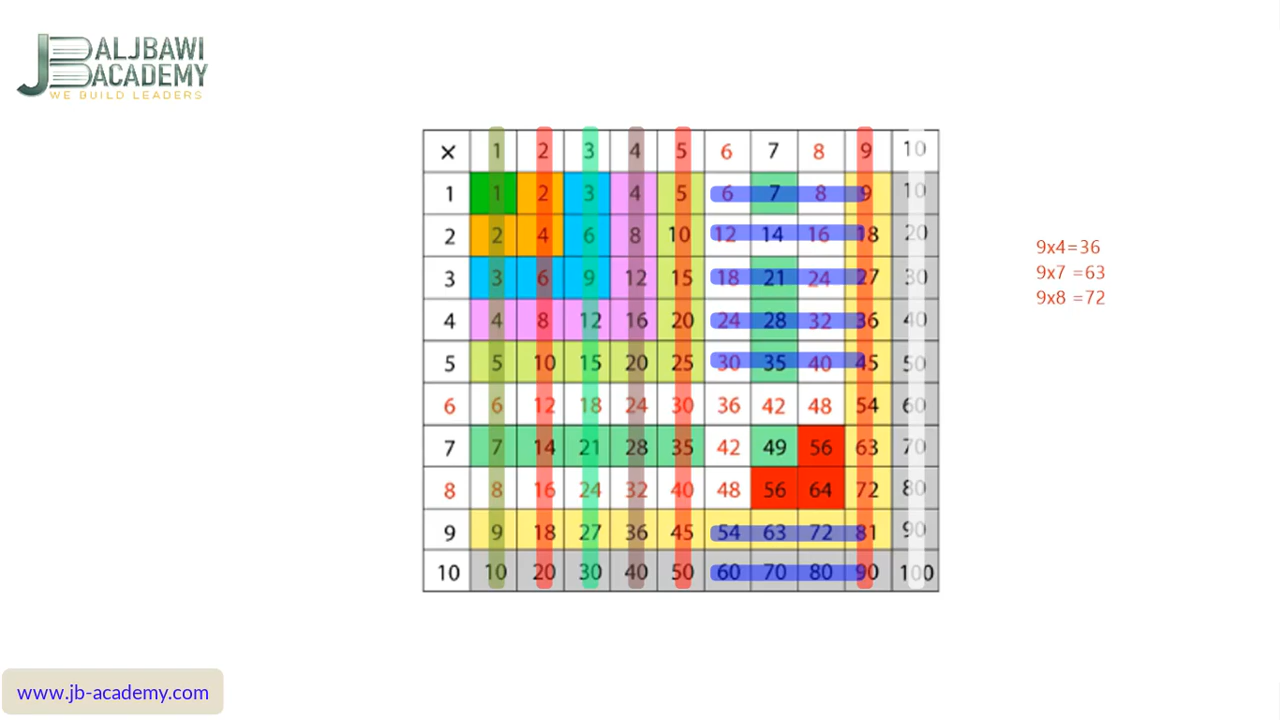 ALJBAWI
JB ACADEMY
WE BUILD LEADERS
× 1 2 3 4 5 6 7 8 9 10
1 1 2 3 4 5 6 7 8 9 10
2 2 4 6 8 10 12 14 16 18 20
3 3 6 9 12 15 18 21 24 27 30
4 4 8 12 16 20 24 28 32 36 40
5 5 10 15 20 25 30 35 40 45 50
6 6 12 18 24 30 36 42 48 54 60
7 7 14 21 28 35 42 49 56 63 70
8 8 16 24 32 40 48 56 64 72 80
9 9 18 27 36 45 54 63 72 81 90
10 10 20 30 40 50 60 70 80 90 100
9x4=36
9x7 =63
9x8 =72
www.jb-academy.com